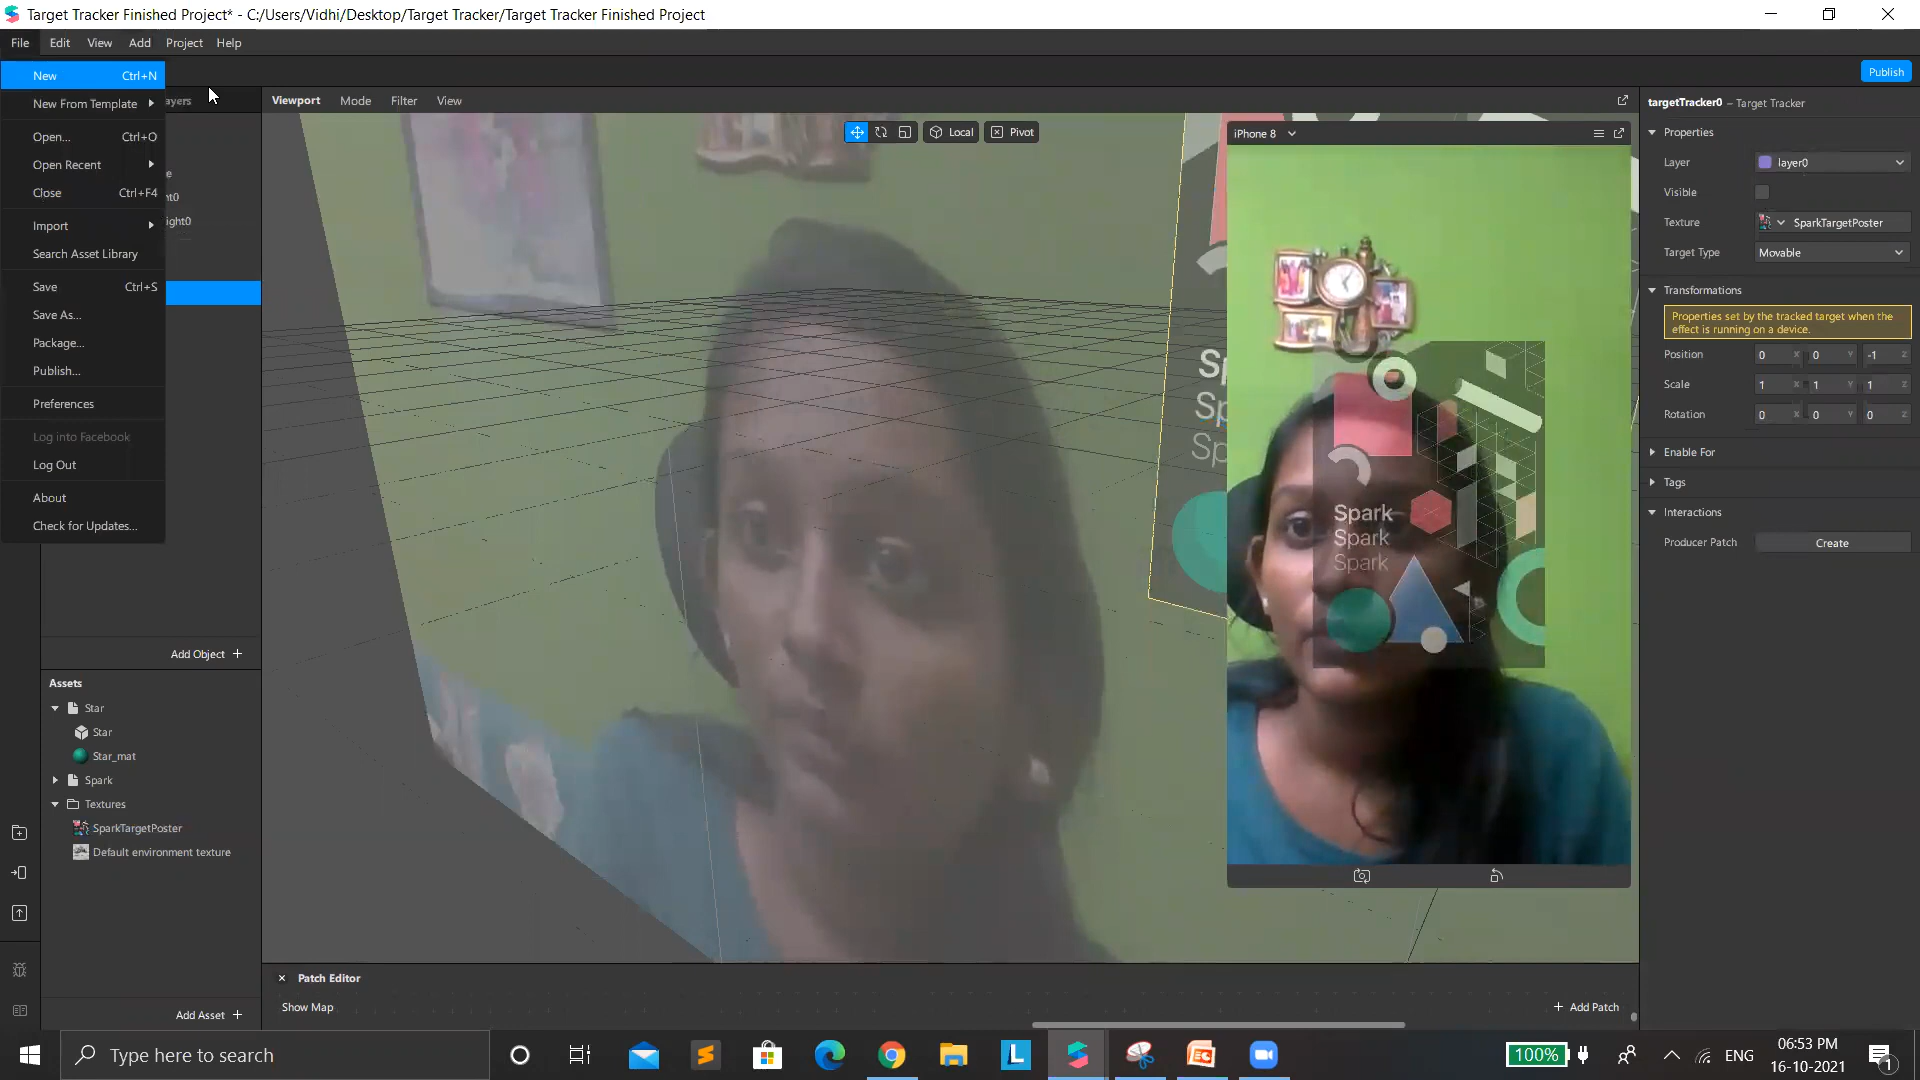 Target Tracker Finished Project* - C:/Users/Vidhi/Desktop/Target Tracker/Target Tracker Finished Project
File Edit View Add Project Help
Publish
New Ctrl+N
New From Template
Open... Ctrl+O
Open Recent
Close Ctrl+F4
Import
Search Asset Library
Save Ctrl+S
Save As...
Package...
Publish...
Preferences
Log into Facebook
Log Out
About
Check for Updates...
ayers
e
ht0
ight0
Add Object +
Assets
Star
Star
Star_mat
Spark
Textures
SparkTargetPoster
Default environment texture
Add Asset +
Viewport Mode Filter View
Local Pivot
Sp
Sp
Sp
iPhone 8
Spark
Spark
Spark
Patch Editor
Show Map
+ Add Patch
targetTracker0 – Target Tracker
Properties
Layer layer0
Visible
Texture SparkTargetPoster
Target Type Movable
Transformations
Properties set by the tracked target when the
effect is running on a device.
Position 0 X 0 Y -1 Z
Scale 1 X 1 Y 1 Z
Rotation 0 X 0 Y 0 Z
Enable For
Tags
Interactions
Producer Patch Create
Type here to search
L
100%
ENG
06:53 PM
16-10-2021
1